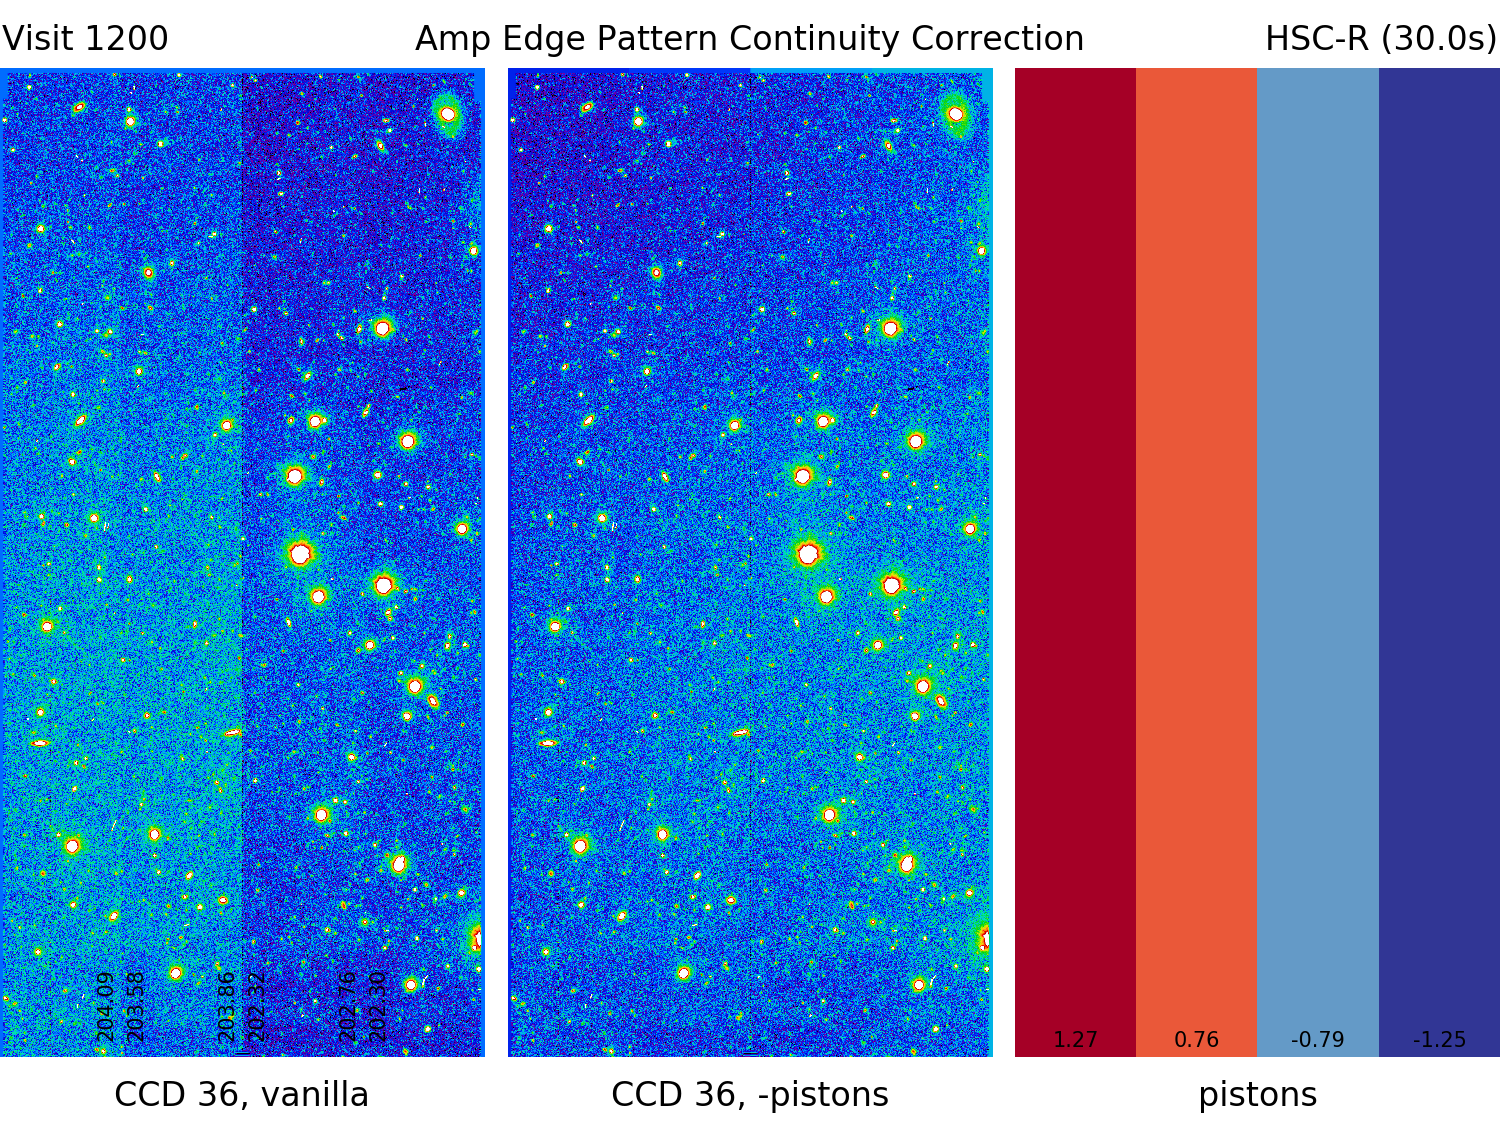 Visit 1200
Amp Edge Pattern Continuity Correction
HSC-R (30.0s)
204.09
203.58
203.86
202.32
202.76
202.30
1.27
0.76
-0.79
-1.25
CCD 36, vanilla
CCD 36, -pistons
pistons